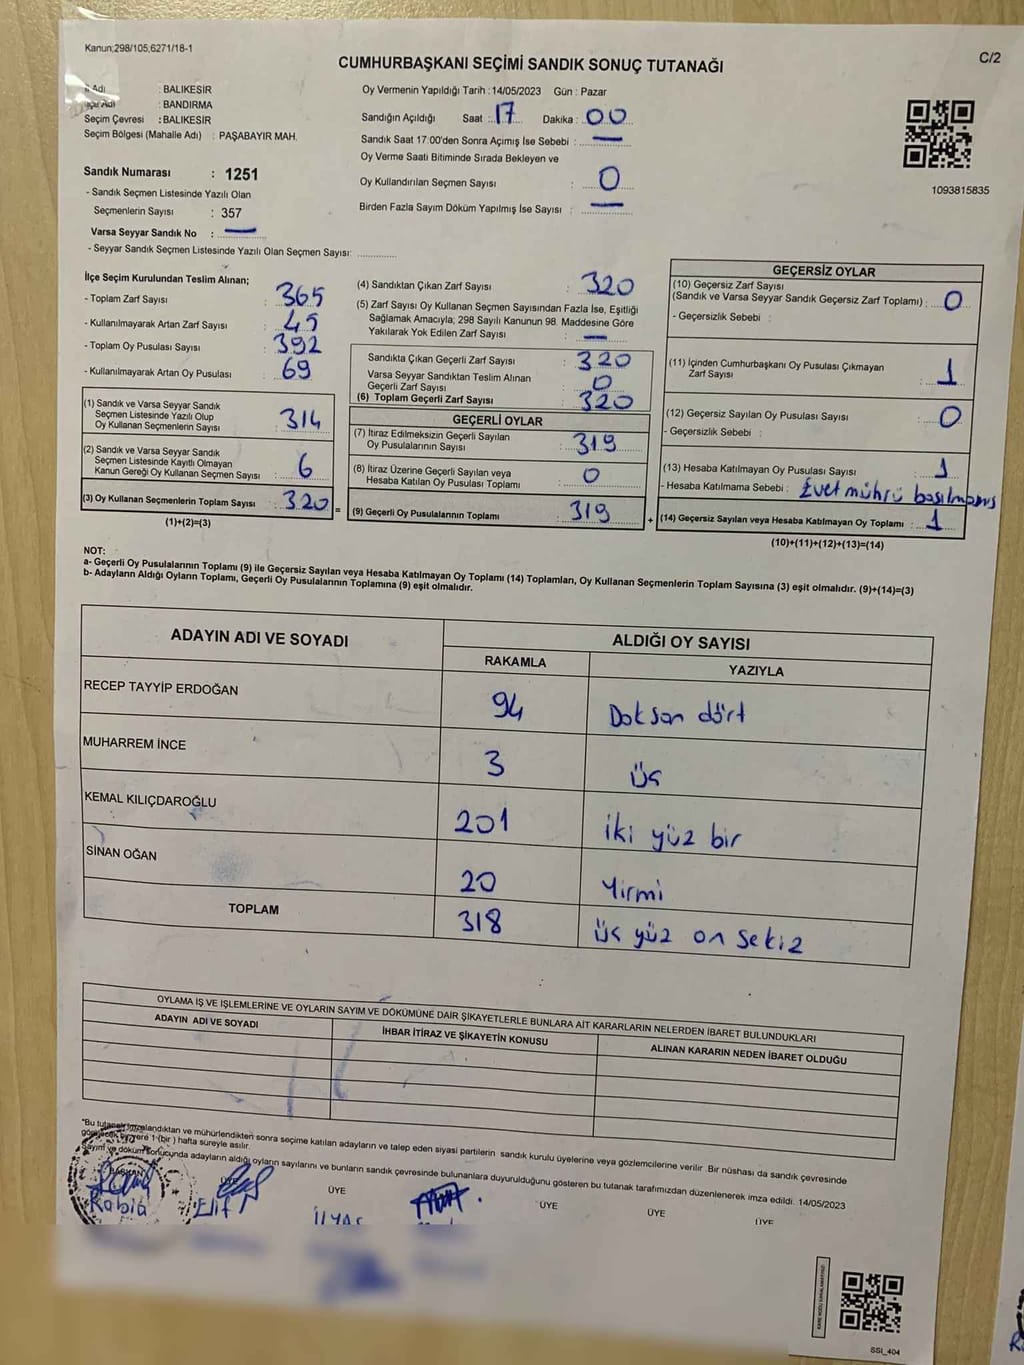 Kanun;298/105,6271/18-1
C/2
CUMHURBAŞKANI SEÇİMİ SANDIK SONUÇ TUTANAĞI
İl Adı : BALIKESİR
İlçe Adı : BANDIRMA
Seçim Çevresi : BALIKESİR
Seçim Bölgesi (Mahalle Adı) : PAŞABAYIR MAH.
Oy Vermenin Yapıldığı Tarih : 14/05/2023 Gün : Pazar
Sandığın Açıldığı Saat : 17 Dakika : 00
Sandık Saat 17:00'den Sonra Açımış İse Sebebi : —
Oy Verme Saati Bitiminde Sırada Bekleyen ve
Oy Kullandırılan Seçmen Sayısı : 0
Birden Fazla Sayım Döküm Yapılmış İse Sayısı : —
1093815835
Sandık Numarası : 1251
- Sandık Seçmen Listesinde Yazılı Olan
Seçmenlerin Sayısı : 357
Varsa Seyyar Sandık No : —
- Seyyar Sandık Seçmen Listesinde Yazılı Olan Seçmen Sayısı:
İlçe Seçim Kurulundan Teslim Alınan;
- Toplam Zarf Sayısı : 365
- Kullanılmayarak Artan Zarf Sayısı : 45
- Toplam Oy Pusulası Sayısı : 392
- Kullanılmayarak Artan Oy Pusulası : 69
(1) Sandık ve Varsa Seyyar Sandık
Seçmen Listesinde Yazılı Olup
Oy Kullanan Seçmenlerin Sayısı : 314
(2) Sandık ve Varsa Seyyar Sandık
Seçmen Listesinde Kayıtlı Olmayan
Kanun Gereği Oy Kullanan Seçmen Sayısı : 6
(3) Oy Kullanan Seçmenlerin Toplam Sayısı : 320 =
(1)+(2)=(3)
(4) Sandıktan Çıkan Zarf Sayısı : 320
(5) Zarf Sayısı Oy Kullanan Seçmen Sayısından Fazla İse, Eşitliği
Sağlamak Amacıyla; 298 Sayılı Kanunun 98. Maddesine Göre
Yakılarak Yok Edilen Zarf Sayısı : —
Sandıkta Çıkan Geçerli Zarf Sayısı : 320
Varsa Seyyar Sandıktan Teslim Alınan
Geçerli Zarf Sayısı : 0
(6) Toplam Geçerli Zarf Sayısı : 320
GEÇERLİ OYLAR
(7) İtiraz Edilmeksizin Geçerli Sayılan
Oy Pusulalarının Sayısı : 319
(8) İtiraz Üzerine Geçerli Sayılan veya
Hesaba Katılan Oy Pusulası Toplamı : 0
(9) Geçerli Oy Pusulalarının Toplamı : 319 +
GEÇERSİZ OYLAR
(10) Geçersiz Zarf Sayısı
(Sandık ve Varsa Seyyar Sandık Geçersiz Zarf Toplamı) : 0
- Geçersizlik Sebebi :
(11) İçinden Cumhurbaşkanı Oy Pusulası Çıkmayan
Zarf Sayısı : 1
(12) Geçersiz Sayılan Oy Pusulası Sayısı : 0
- Geçersizlik Sebebi :
(13) Hesaba Katılmayan Oy Pusulası Sayısı : 1
- Hesaba Katılmama Sebebi : Evet mührü basılmamış
(14) Geçersiz Sayılan veya Hesaba Katılmayan Oy Toplamı : 1
(10)+(11)+(12)+(13)=(14)
NOT:
a- Geçerli Oy Pusulalarının Toplamı (9) ile Geçersiz Sayılan veya Hesaba Katılmayan Oy Toplamı (14) Toplamları, Oy Kullanan Seçmenlerin Toplam Sayısına (3) eşit olmalıdır. (9)+(14)=(3)
b- Adayların Aldığı Oyların Toplamı, Geçerli Oy Pusulalarının Toplamına (9) eşit olmalıdır.
ADAYIN ADI VE SOYADI
ALDIĞI OY SAYISI
RAKAMLA YAZIYLA
RECEP TAYYİP ERDOĞAN 94 Doksan dört
MUHARREM İNCE 3 üç
KEMAL KILIÇDAROĞLU 201 iki yüz bir
SİNAN OĞAN 20 Yirmi
TOPLAM 318 üç yüz on sekiz
OYLAMA İŞ VE İŞLEMLERİNE VE OYLARIN SAYIM VE DÖKÜMÜNE DAİR ŞİKAYETLERLE BUNLARA AİT KARARLARIN NELERDEN İBARET BULUNDUKLARI
ADAYIN ADI VE SOYADI İHBAR İTİRAZ VE ŞİKAYETİN KONUSU ALINAN KARARIN NEDEN İBARET OLDUĞU
"Bu tutanak imzalandıktan ve mühürlendikten sonra seçime katılan adayların ve talep eden siyasi partilerin sandık kurulu üyelerine veya gözlemcilerine verilir. Bir nüshası da sandık çevresinde
görülecek bir yere 1 (bir ) hafta süreyle asılır.
Sayım ve döküm sonucunda adayların aldığı oyların sayılarını ve bunların sandık çevresinde bulunanlara duyurulduğunu gösteren bu tutanak tarafımızdan düzenlenerek imza edildi. 14/05/2023
BAŞKAN ÜYE ÜYE ÜYE ÜYE ÜYE
Rabia Elif İlyas
SSI_404